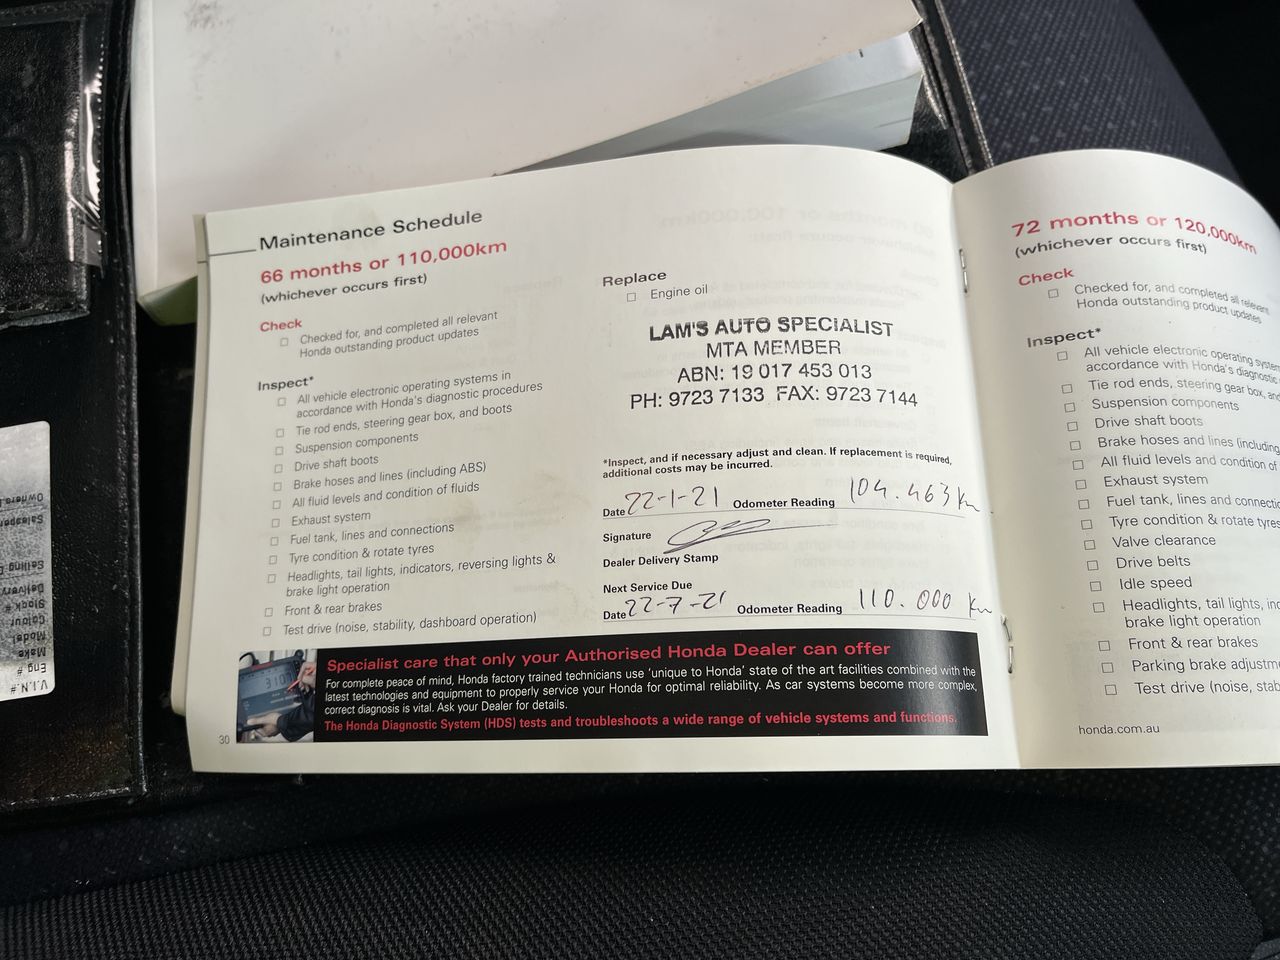 Maintenance Schedule
66 months or 110,000km
(whichever occurs first)
Check
Checked for, and completed all relevant
Honda outstanding product updates
Inspect*
All vehicle electronic operating systems in
accordance with Honda's diagnostic procedures
Tie rod ends, steering gear box, and boots
Suspension components
Drive shaft boots
Brake hoses and lines (including ABS)
All fluid levels and condition of fluids
Exhaust system
Fuel tank, lines and connections
Tyre condition & rotate tyres
Headlights, tail lights, indicators, reversing lights &
brake light operation
Front & rear brakes
Test drive (noise, stability, dashboard operation)
Replace
Engine oil
LAM'S AUTO SPECIALIST
MTA MEMBER
ABN: 19 017 453 013
PH: 9723 7133 FAX: 9723 7144
*Inspect, and if necessary adjust and clean. If replacement is required,
additional costs may be incurred.
Date 22-1-21 Odometer Reading 104.463 Km
Signature
Dealer Delivery Stamp
Next Service Due
Date 22-7-21 Odometer Reading 110.000 Km
Specialist care that only your Authorised Honda Dealer can offer
For complete peace of mind, Honda factory trained technicians use 'unique to Honda' state of the art facilities combined with the
latest technologies and equipment to properly service your Honda for optimal reliability. As car systems become more complex,
correct diagnosis is vital. Ask your Dealer for details.
The Honda Diagnostic System (HDS) tests and troubleshoots a wide range of vehicle systems and functions.
30
72 months or 120,000km
(whichever occurs first)
Check
Checked for, and completed all relevant
Honda outstanding product updates
Inspect*
All vehicle electronic operating
accordance with Honda's diagnostic
Tie rod ends, steering gear box, and
Suspension components
Drive shaft boots
Brake hoses and lines (including
All fluid levels and condition of
Exhaust system
Fuel tank, lines and
Tyre condition & rotate tyres
Valve clearance
Drive belts
Idle speed
Headlights, tail lights,
brake light operation
Front & rear brakes
Parking brake
Test drive (noise,
honda.com.au
V.I.N.#
Eng #
Make
Model
Colour
Stock #
Delivery
Selling